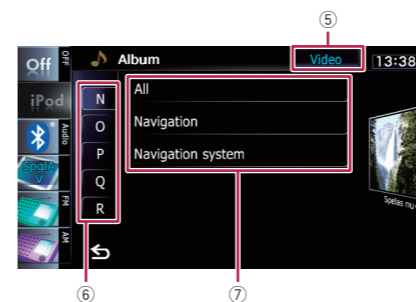 ⑤
Off
OFF
Album
Video
13:38
iPod
Audio
FM
AM
N
O
P
Q
R
All
Navigation
Navigation system
Spelas nu
⑥
⑦